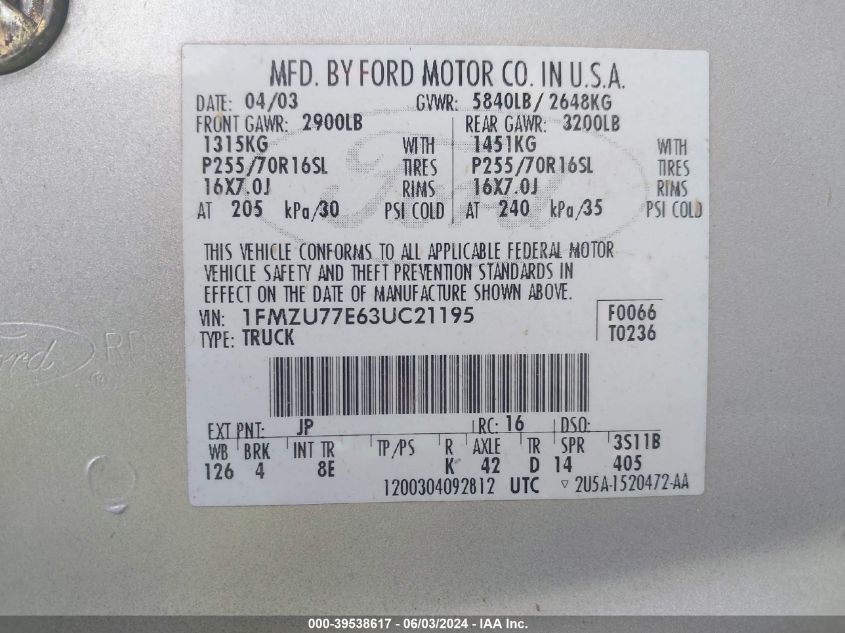 MFD. BY FORD MOTOR CO. IN U.S.A.
DATE: 04/03 GVWR: 5840LB/ 2648KG
FRONT GAWR: 2900LB REAR GAWR: 3200LB
1315KG WITH 1451KG WITH
P255/70R16SL TIRES P255/70R16SL TIRES
16X7.0J RIMS 16X7.0J RIMS
AT 205 kPa/30 PSI COLD AT 240 kPa/35 PSI COLD
THIS VEHICLE CONFORMS TO ALL APPLICABLE FEDERAL MOTOR
VEHICLE SAFETY AND THEFT PREVENTION STANDARDS IN
EFFECT ON THE DATE OF MANUFACTURE SHOWN ABOVE.
VIN: 1FMZU77E63UC21195 F0066
TYPE: TRUCK T0236
EXT PNT: JP RC: 16 DSO:
WB BRK INT TR TP/PS R AXLE TR SPR 3S11B
126 4 8E K 42 D 14 405
1200304092812 UTC ▽ 2U5A-1520472-AA
Ford
Ford
000-39538617 - 06/03/2024 - IAA Inc.